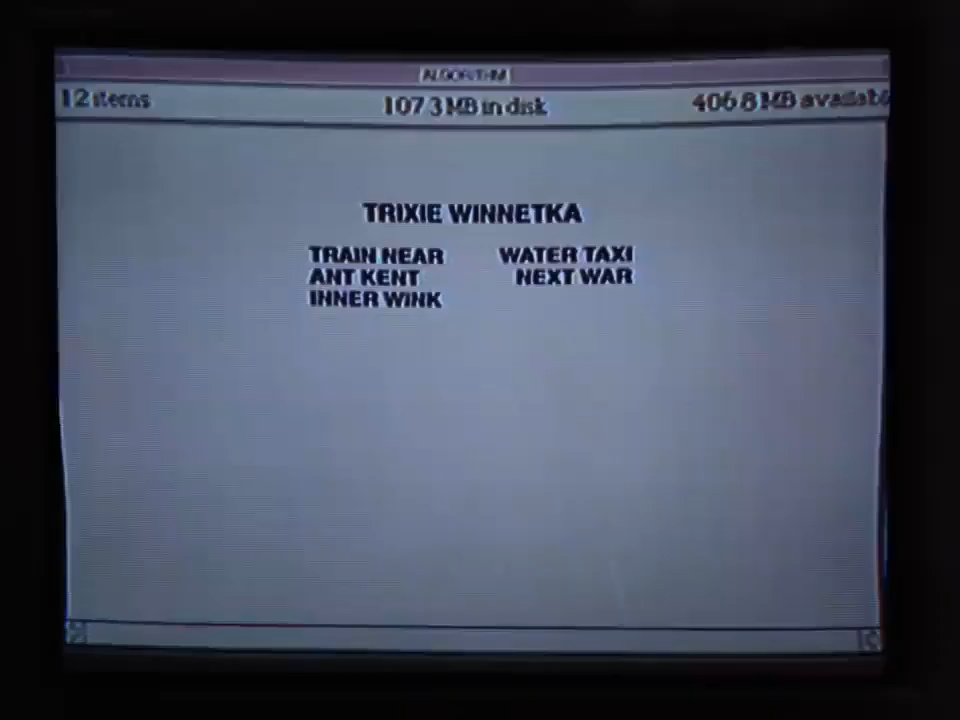 ALGORITHM
12 items 107.3 MB in disk 406.8 MB availab
TRIXIE WINNETKA
TRAIN NEAR WATER TAXI
ANT KENT NEXT WAR
INNER WINK